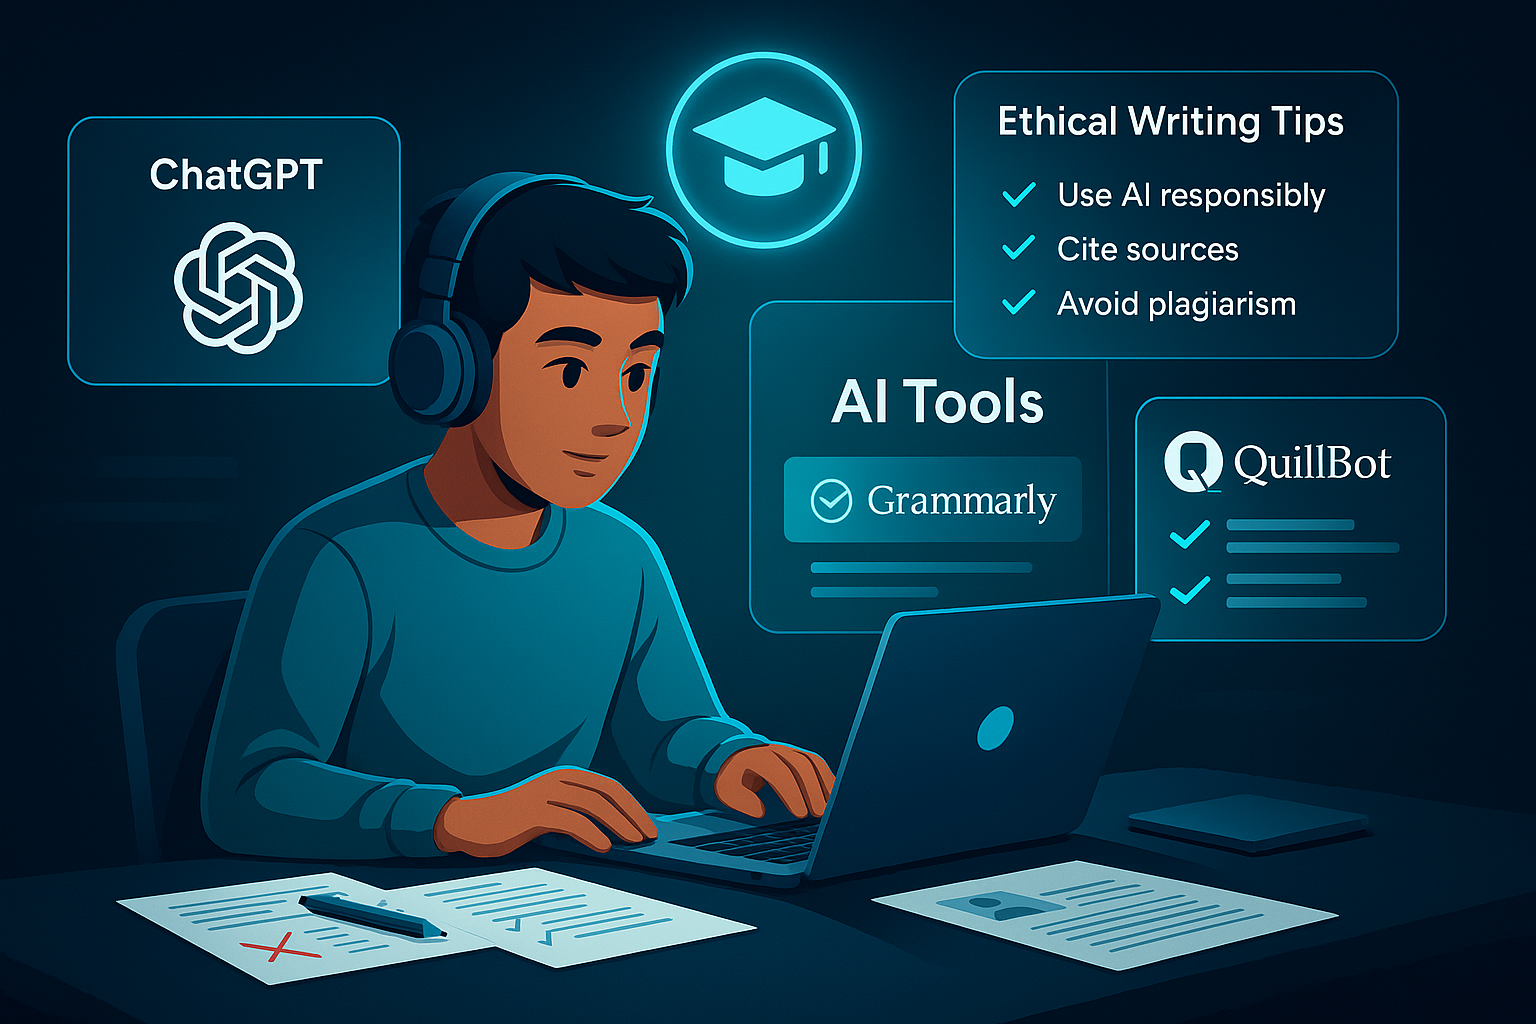 ChatGPT
Ethical Writing Tips
Use AI responsibly
Cite sources
Avoid plagiarism
AI Tools
Grammarly
QuillBot